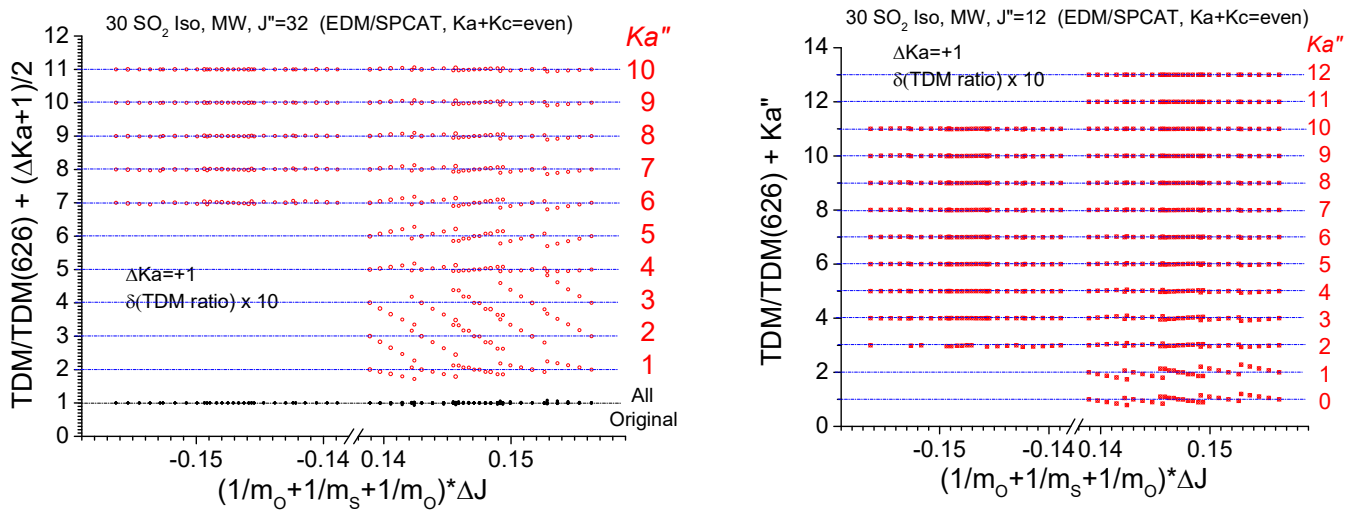 30 SO2 Iso, MW, J"=32 (EDM/SPCAT, Ka+Kc=even)
TDM/TDM(626) + (ΔKa+1)/2
12
11
10
9
8
7
6
5
4
3
2
1
0
Ka"
10
9
8
7
6
5
4
3
2
1
All
Original
ΔKa=+1
δ(TDM ratio) x 10
-0.15 -0.14 0.14 0.15
(1/mO+1/mS+1/mO)*ΔJ
30 SO2 Iso, MW, J"=12 (EDM/SPCAT, Ka+Kc=even)
TDM/TDM(626) + Ka"
14
12
10
8
6
4
2
0
ΔKa=+1
δ(TDM ratio) x 10
Ka"
12
11
10
9
8
7
6
5
4
3
2
1
0
-0.15 -0.14 0.14 0.15
(1/mO+1/mS+1/mO)*ΔJ